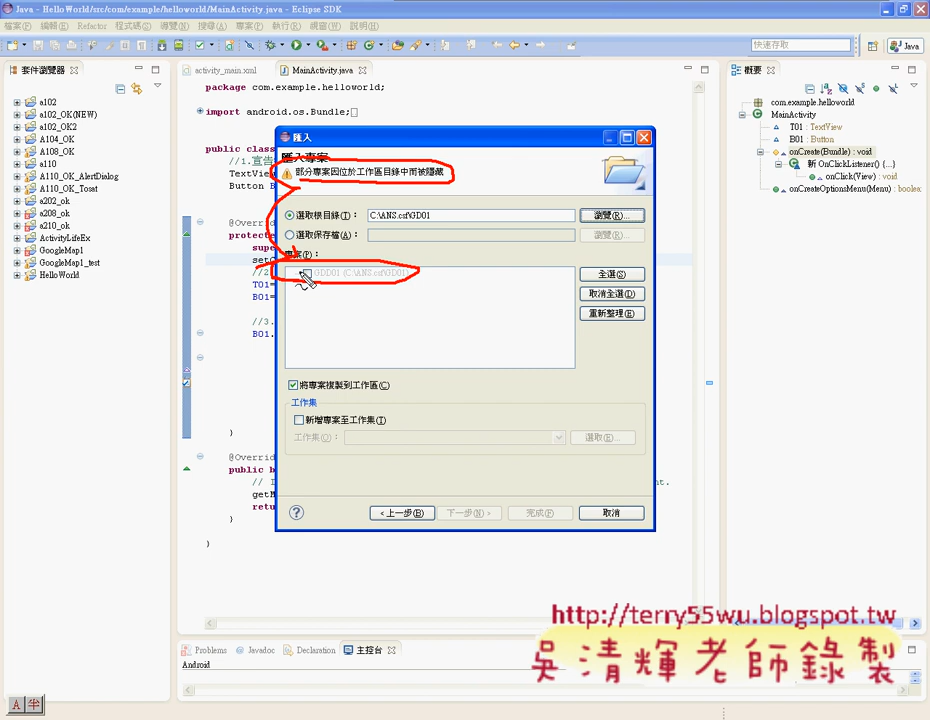 Java - HelloWorld/src/com/example/helloworld/MainActivity.java - Eclipse SDK
檔案(F) 編輯(E) Refactor 程式碼(S) 導覽(N) 搜尋(A) 專案(P) 執行(R) 視窗(W) 說明(H)
快速存取
Java
套件瀏覽器
activity_main.xml
MainActivity.java
概要
a102
a102_OK(NEW)
a102_OK2
A104_OK
A108_OK
a110
A110_OK_AlertDialog
A110_OK_Toast
a202_ok
a208_ok
a210_ok
ActivityLifeEx
GoogleMap1
GoogleMap1_test
HelloWorld
package com.example.helloworld;
import android.os.Bundle;
public class
//1.宣告
TextView
Button B
@Overrid
protecte
supe
setC
//2
T01=
B01=
//3.
B01.
}
@Overrid
public b
// I
nt.
getM
retu
}
}
匯入
匯入專案
部分專案因位於工作區目錄中而被隱藏
選取根目錄(T)：
C:\ANS.csf\GD01
瀏覽(R)...
選取保存檔(A)：
瀏覽(R)...
專案(P)：
GDD01 (C:\ANS.csf\GD01)
全選(S)
取消全選(D)
重新整理(E)
將專案複製到工作區(C)
工作集
新增專案至工作集(T)
工作集(O)：
選取(E)...
<上一步(B)
下一步(N)>
完成(F)
取消
com.example.helloworld
MainActivity
T01 : TextView
B01 : Button
onCreate(Bundle) : void
新 OnClickListener() {...}
onClick(View) : void
onCreateOptionsMenu(Menu) : boolea
Problems
Javadoc
Declaration
主控台
Android
http://terry55wu.blogspot.tw
吳清輝老師錄製
A 半